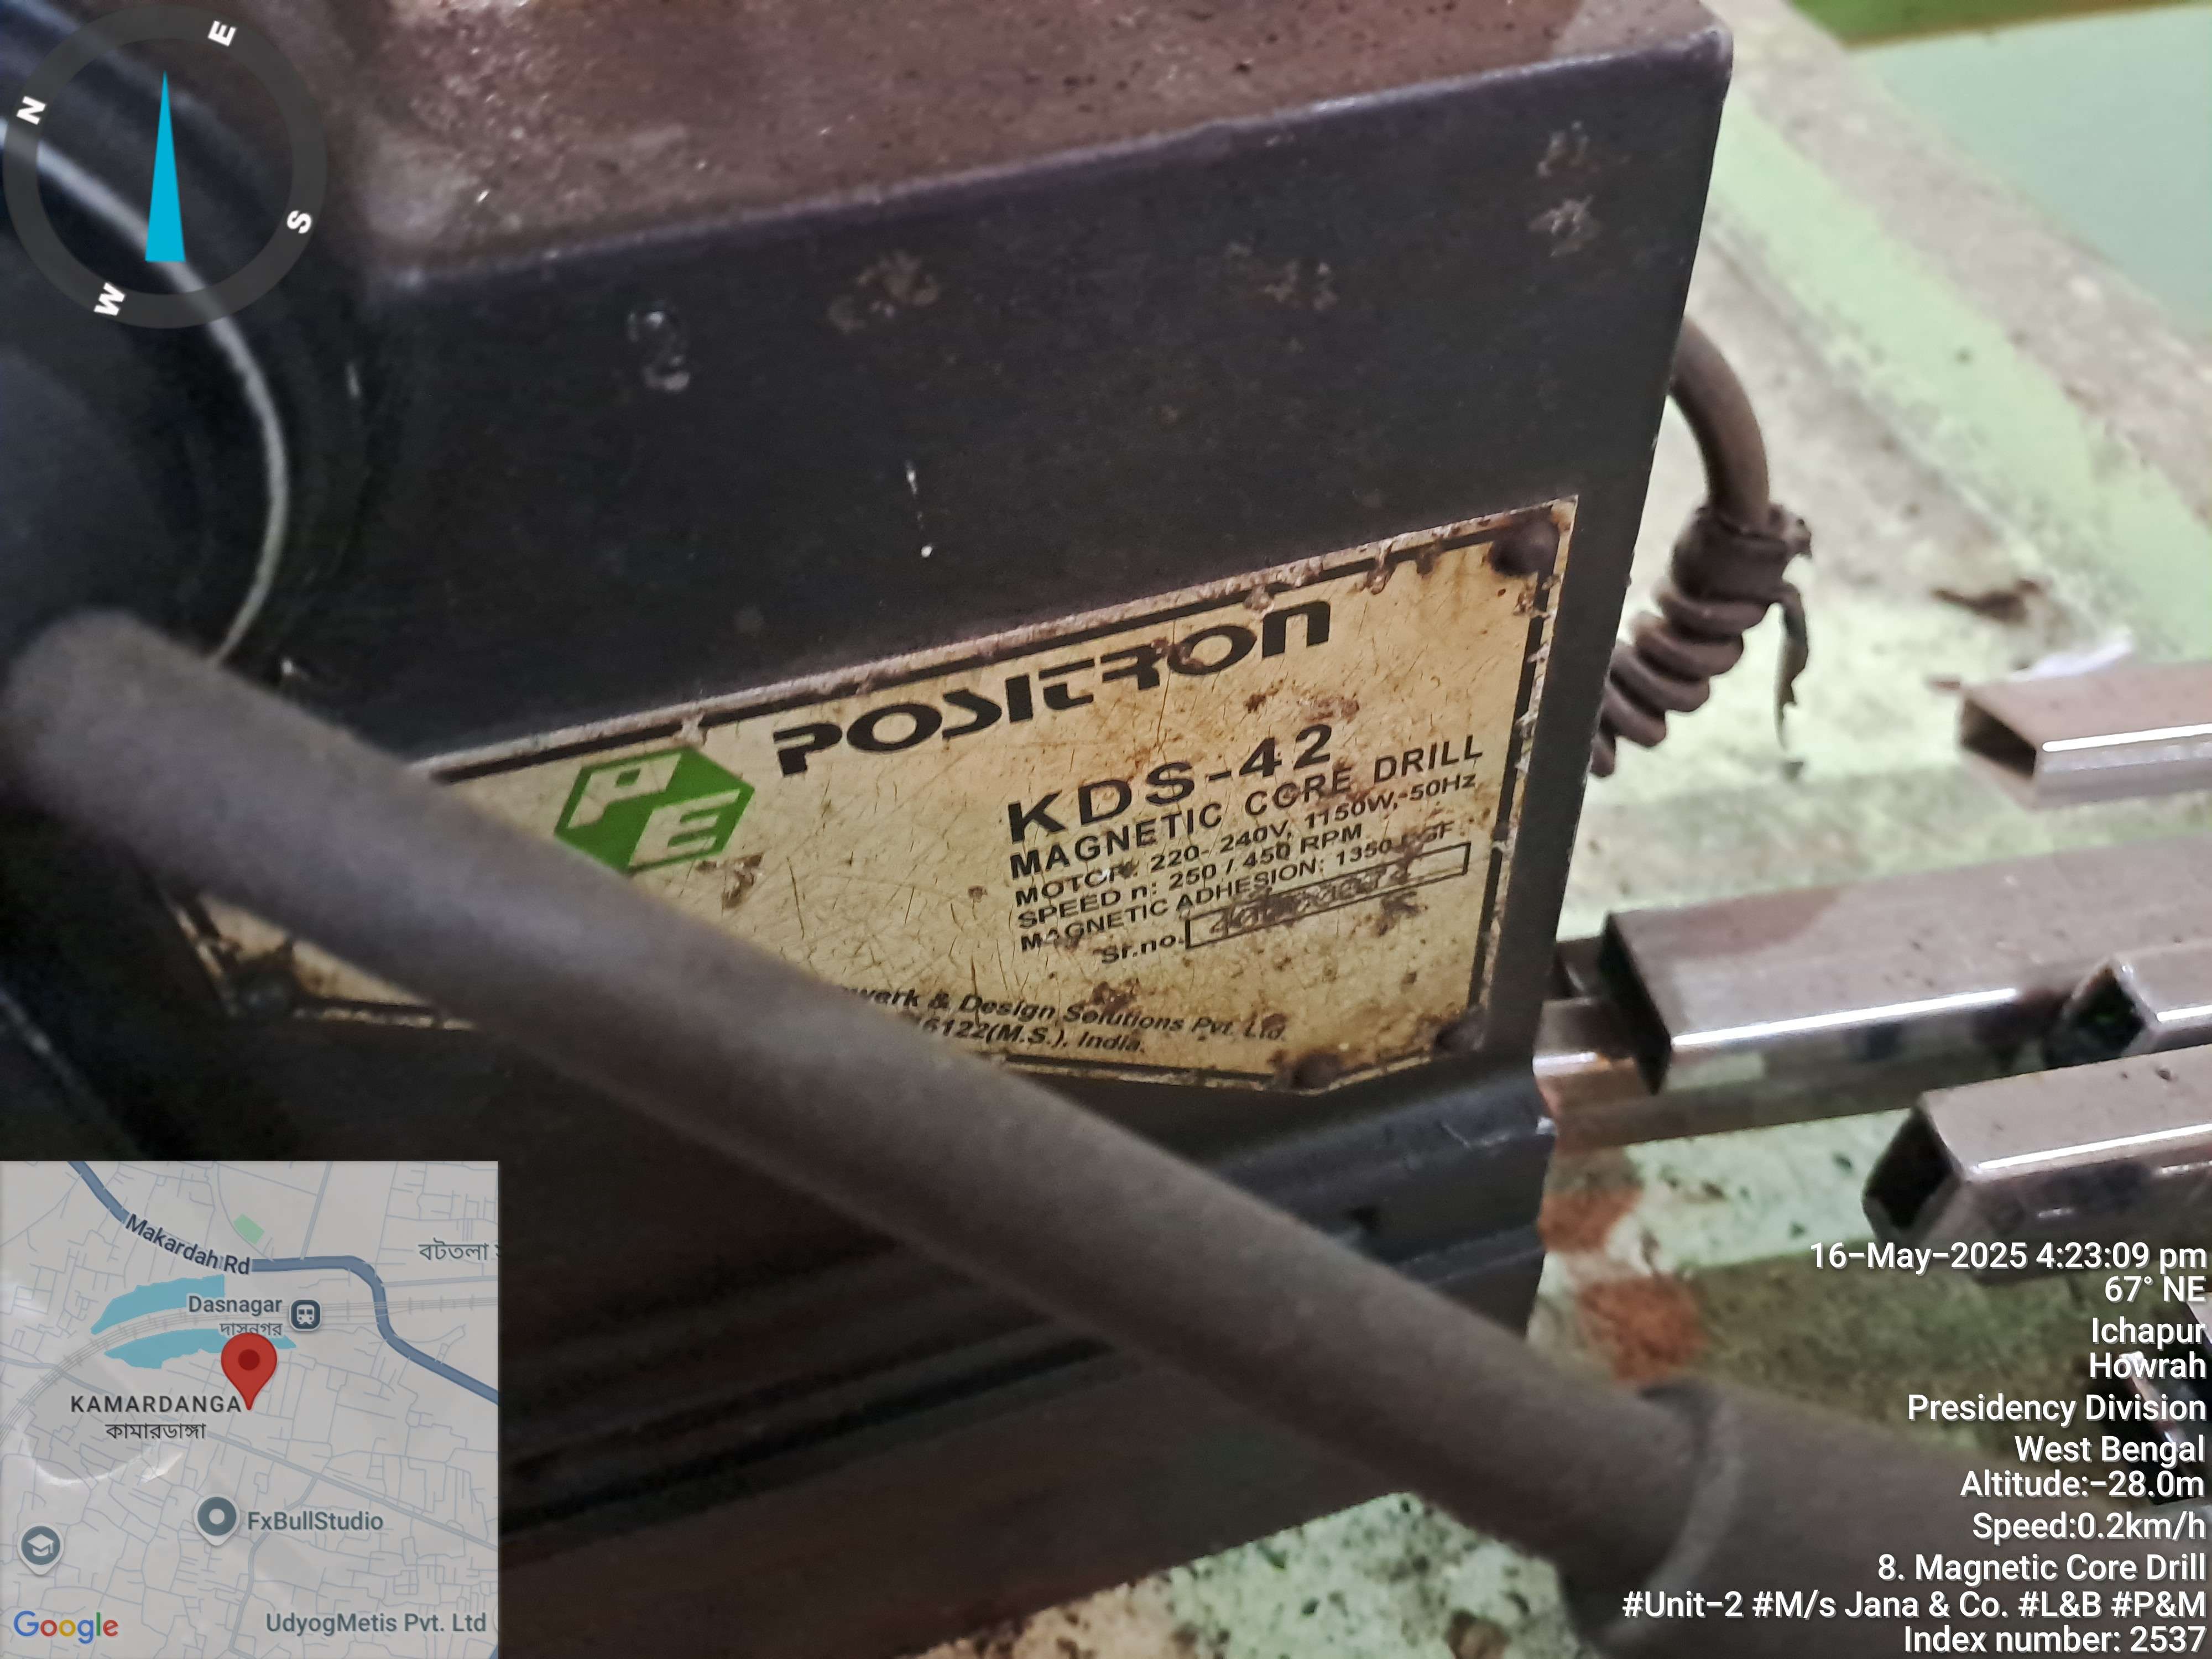 E
N
S
W
POSITRON
PE
KDS-42
MAGNETIC CORE DRILL
MOTOR: 220-240V, 1150W, 50Hz
SPEED n: 250 / 450 RPM
MAGNETIC ADHESION: 1350
Sr.no.
& Design Solutions Pvt. Ltd.
6122(M.S.), India.
Makardah Rd
বটতলা
Dasnagar
দাসনগর
KAMARDANGA
কামারডাঙ্গা
FxBullStudio
Google
UdyogMetis Pvt. Ltd
16-May-2025 4:23:09 pm
67° NE
Ichapur
Howrah
Presidency Division
West Bengal
Altitude:-28.0m
Speed:0.2km/h
8. Magnetic Core Drill
#Unit-2 #M/s Jana & Co. #L&B #P&M
Index number: 2537